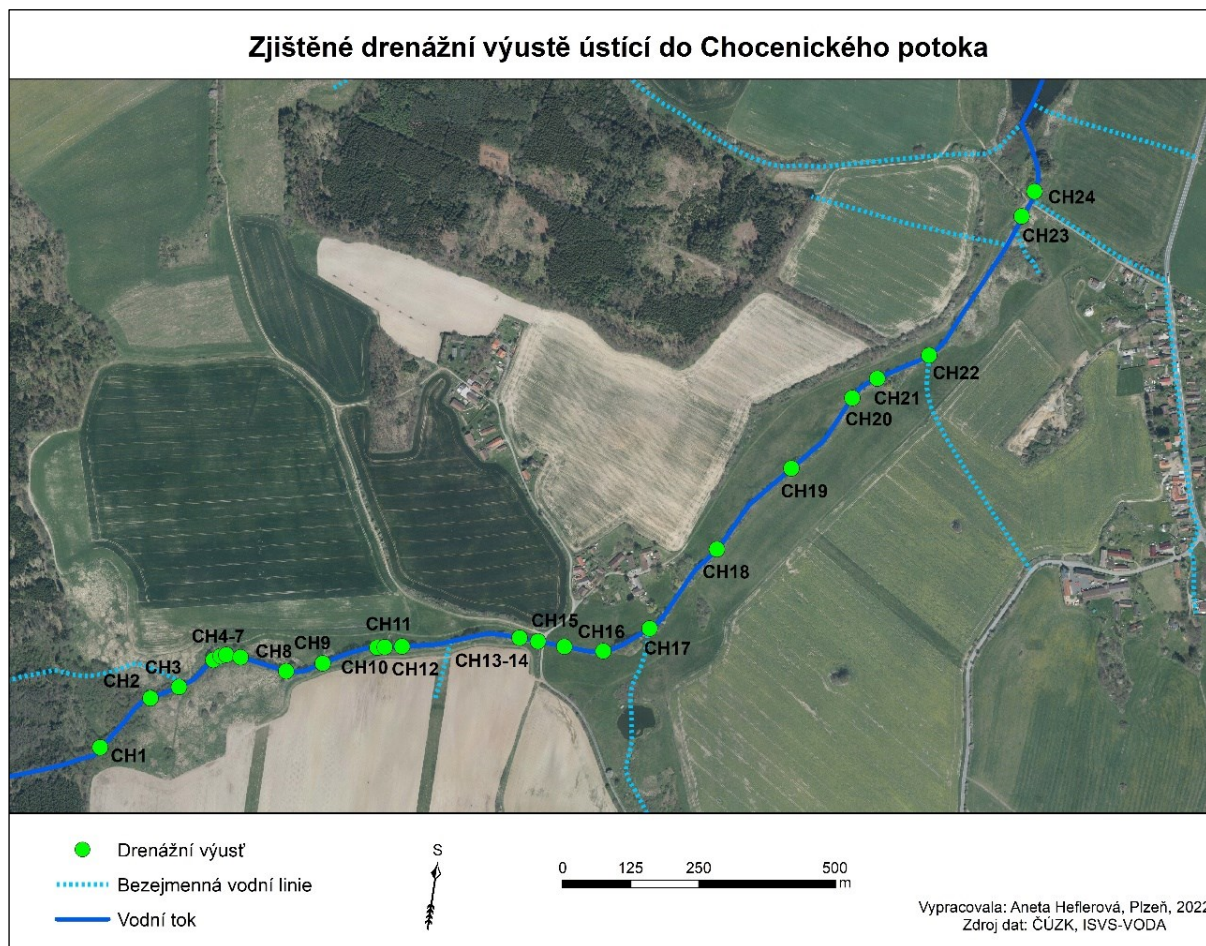 Zjištěné drenážní výustě ústící do Chocenického potoka
CH24
CH23
CH22
CH21
CH20
CH19
CH18
CH17
CH16
CH15
CH13-14
CH12
CH11
CH10
CH9
CH8
CH4-7
CH3
CH2
CH1
Drenážní výusť
Bezejmenná vodní linie
Vodní tok
S
0 125 250 500
m
Vypracovala: Aneta Heflerová, Plzeň, 2022
Zdroj dat: ČÚZK, ISVS-VODA